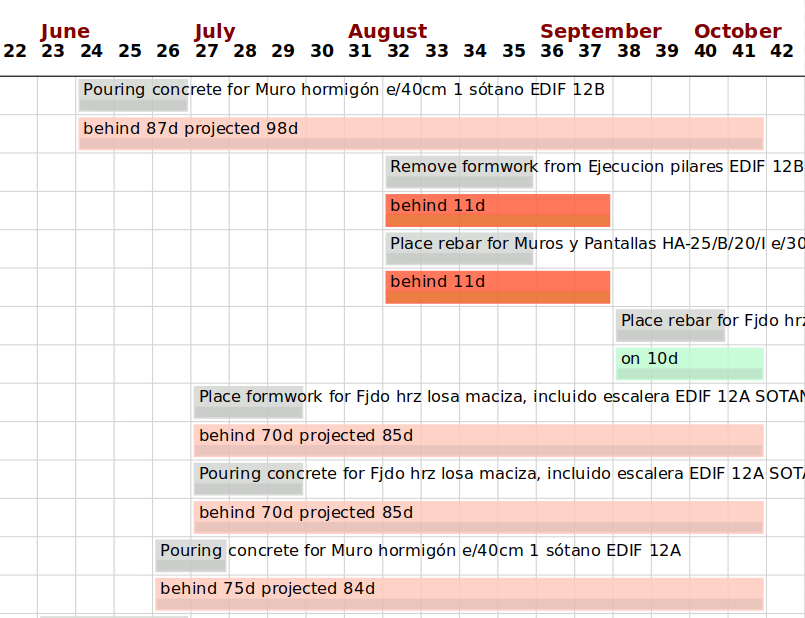 June July August September October
22 23 24 25 26 27 28 29 30 31 32 33 34 35 36 37 38 39 40 41 42
Pouring concrete for Muro hormigón e/40cm 1 sótano EDIF 12B
behind 87d projected 98d
Remove formwork from Ejecucion pilares EDIF 12B
behind 11d
Place rebar for Muros y Pantallas HA-25/B/20/I e/30
behind 11d
Place rebar for Fjdo hrz
on 10d
Place formwork for Fjdo hrz losa maciza, incluido escalera EDIF 12A SOTAN
behind 70d projected 85d
Pouring concrete for Fjdo hrz losa maciza, incluido escalera EDIF 12A SOTA
behind 70d projected 85d
Pouring concrete for Muro hormigón e/40cm 1 sótano EDIF 12A
behind 75d projected 84d